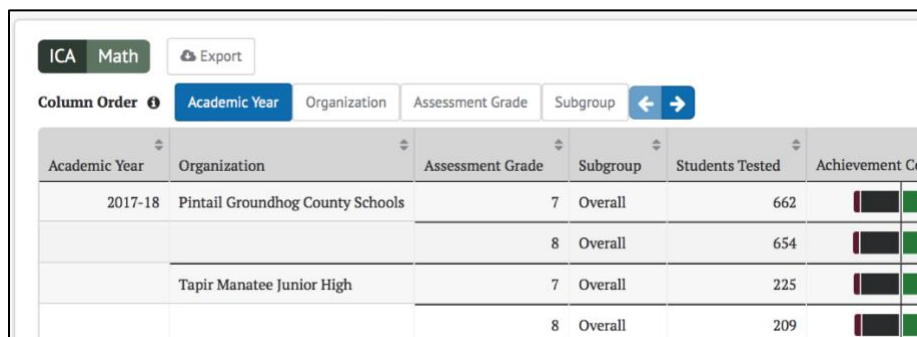 ICA Math Export
Column Order Academic Year Organization Assessment Grade Subgroup
Academic Year Organization Assessment Grade Subgroup Students Tested Achievement
2017-18 Pintail Groundhog County Schools 7 Overall 662
8 Overall 654
Tapir Manatee Junior High 7 Overall 225
8 Overall 209